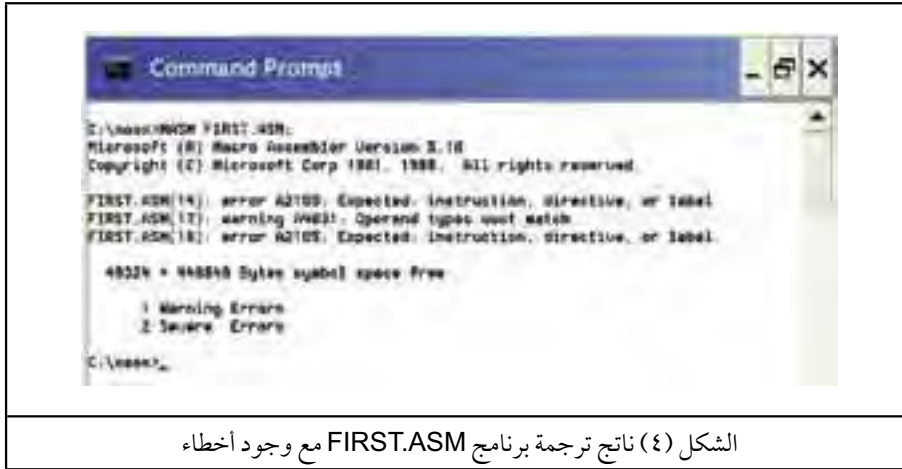 Command Prompt
C:\masm>MASM FIRST.ASM;
Microsoft (R) Macro Assembler Version 5.10
Copyright (C) Microsoft Corp 1981, 1988. All rights reserved.
FIRST.ASM(14): error A2105: Expected: instruction, directive, or label
FIRST.ASM(17): warning A4031: Operand types must match
FIRST.ASM(18): error A2105: Expected: instruction, directive, or label
Bytes symbol space free
1 Warning Errors
2 Severe Errors
C:\masm>_
الشكل (٤) ناتج ترجمة برنامج FIRST.ASM مع وجود أخطاء